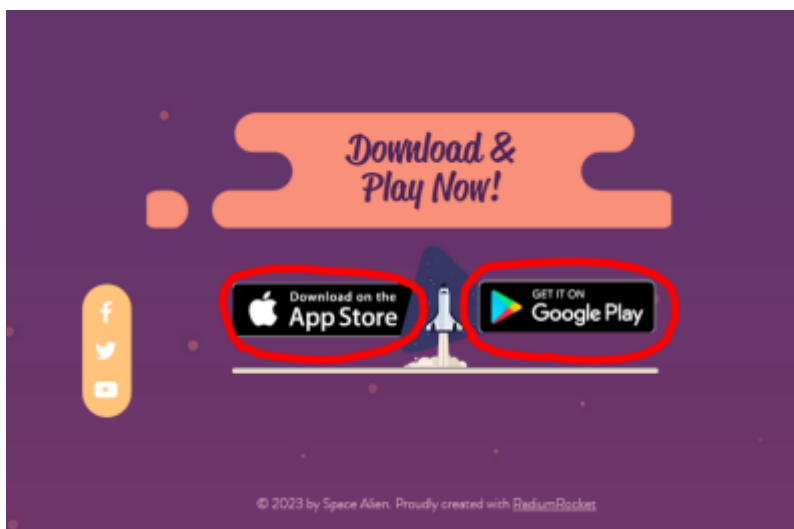 Download &
Play Now!
Download on the
App Store
GET IT ON
Google Play
© 2023 by Space Alien. Proudly created with RadiumRocket